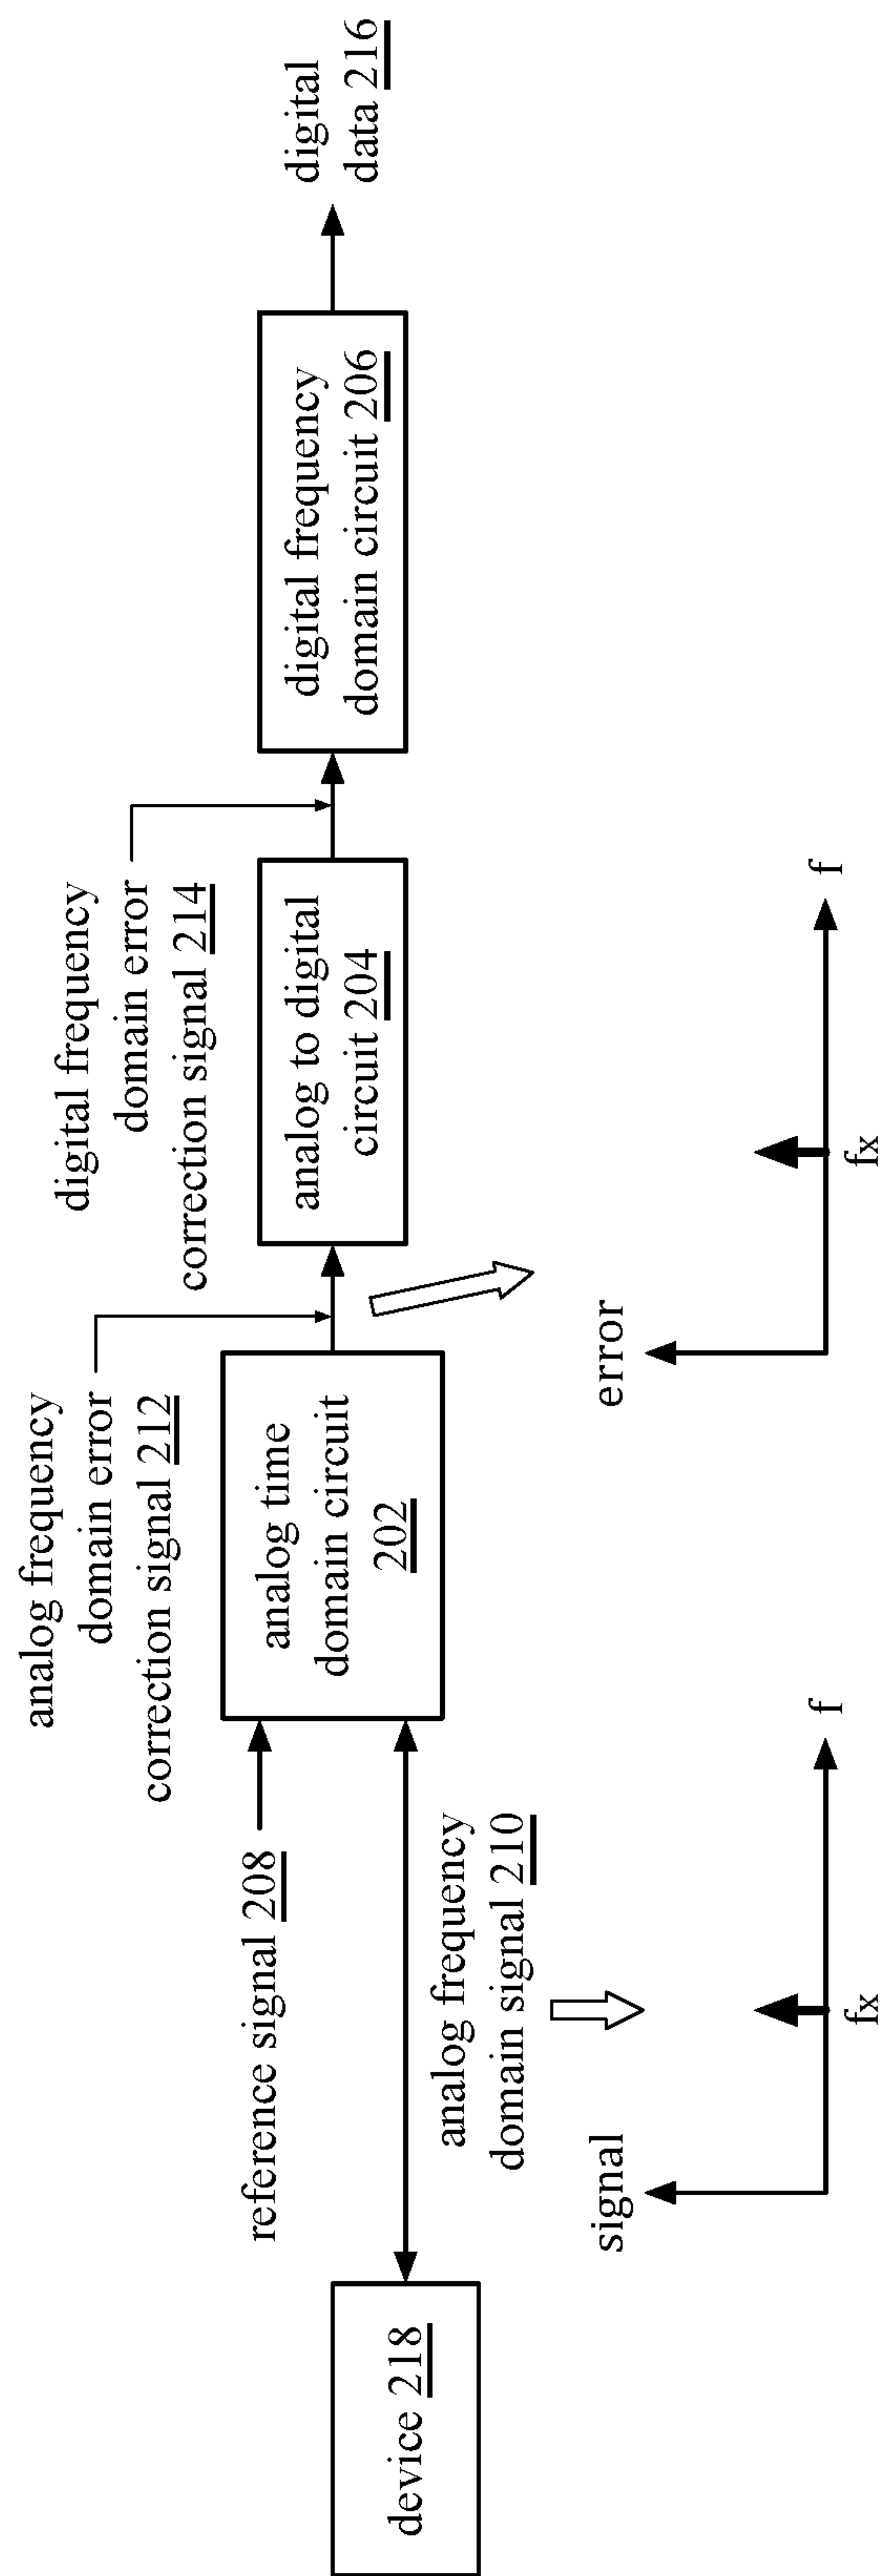 device 218
reference signal 208
analog frequency
domain signal 210
signal
fx
f
analog frequency
domain error
correction signal 212
analog time
domain circuit
202
error
fx
f
digital frequency
domain error
correction signal 214
analog to digital
circuit 204
digital frequency
domain circuit 206
digital
data 216